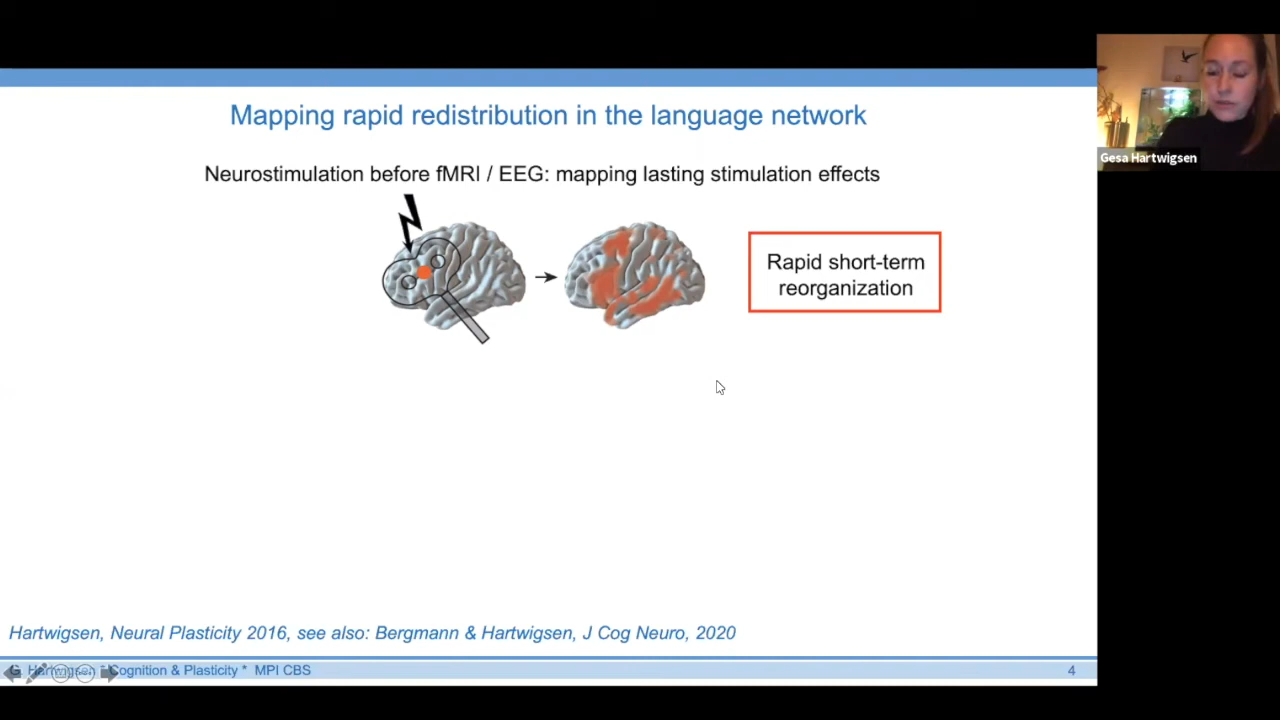 Mapping rapid redistribution in the language network
Neurostimulation before fMRI / EEG: mapping lasting stimulation effects
Rapid short-term
reorganization
Gesa Hartwigsen
Hartwigsen, Neural Plasticity 2016, see also: Bergmann & Hartwigsen, J Cog Neuro, 2020
G. Hartwigsen * Cognition & Plasticity * MPI CBS
4